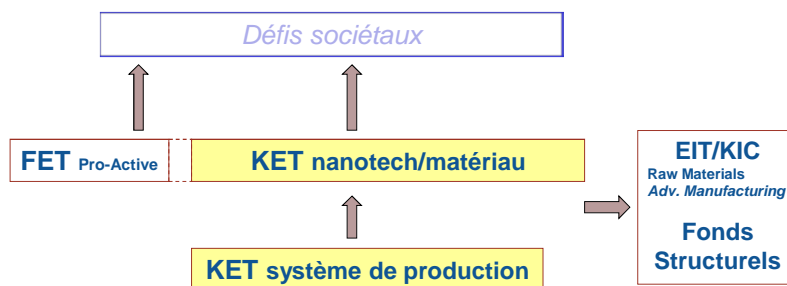 Défis sociétaux
FET Pro-Active
KET nanotech/matériau
EIT/KIC
Raw Materials
Adv. Manufacturing
Fonds
Structurels
KET système de production